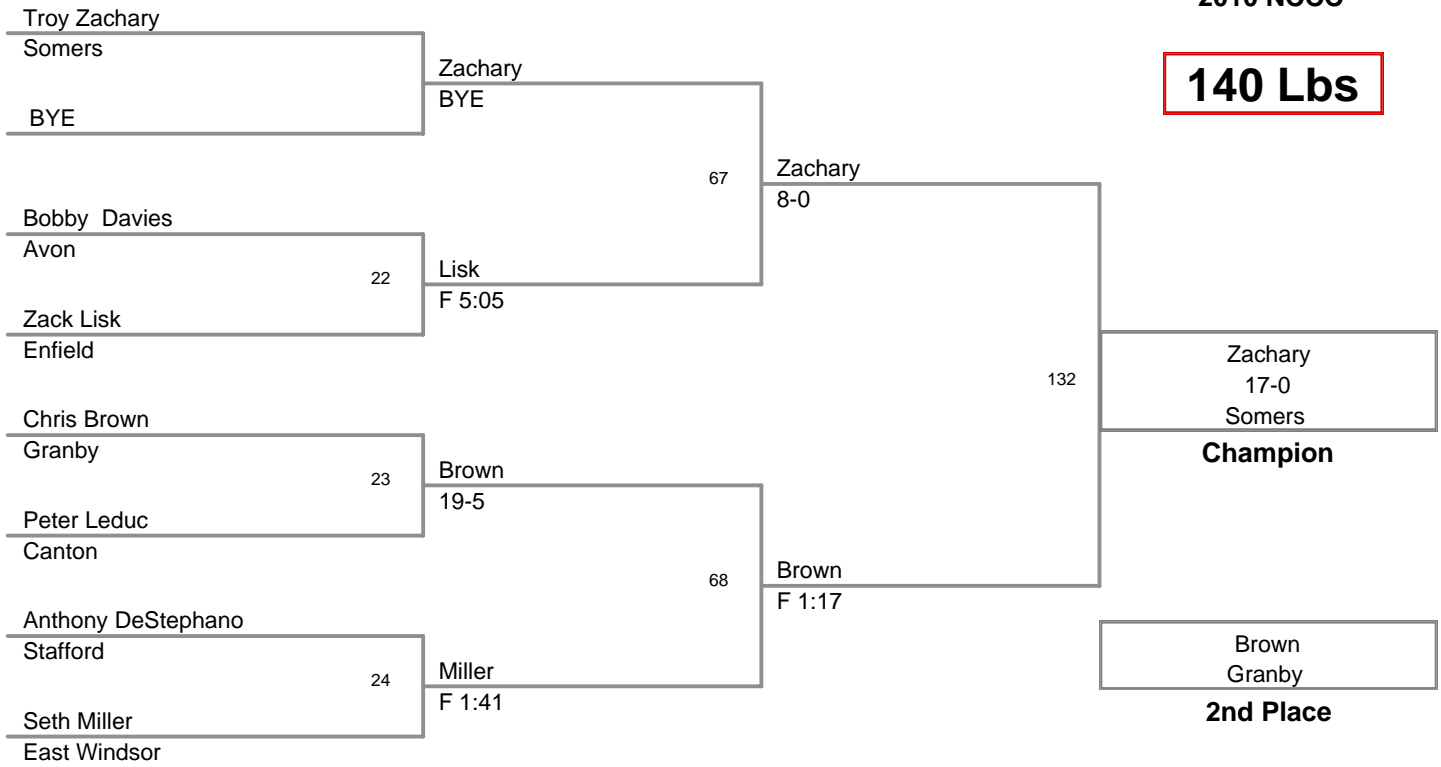 2010 NCCC
140 Lbs
Troy Zachary
Somers
BYE
Bobby  Davies
Avon
22
Zack Lisk
Enfield
Chris Brown
Granby
23
Peter Leduc
Canton
Anthony DeStephano
Stafford
24
Seth Miller
East Windsor
Zachary
BYE
67
Lisk
F 5:05
Brown
19-5
68
Miller
F 1:41
Zachary
8-0
132
Brown
F 1:17
Zachary
17-0
Somers
Champion
Brown
Granby
2nd Place